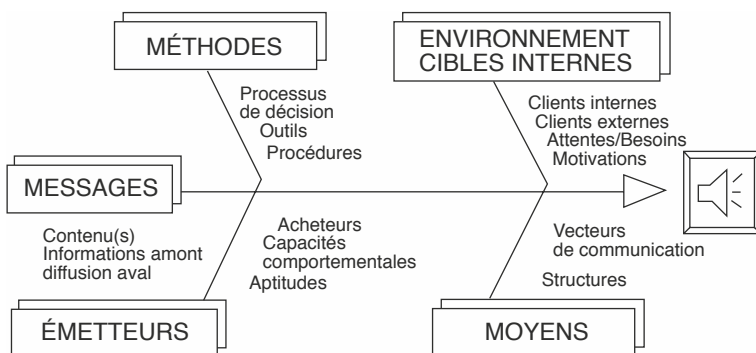 MÉTHODES
ENVIRONNEMENT
CIBLES INTERNES
Processus
de décision
Outils
Procédures
Clients internes
Clients externes
Attentes/Besoins
Motivations
MESSAGES
Contenu(s)
Informations amont
diffusion aval
Acheteurs
Capacités
comportementales
Aptitudes
Vecteurs
de communication
Structures
ÉMETTEURS
MOYENS